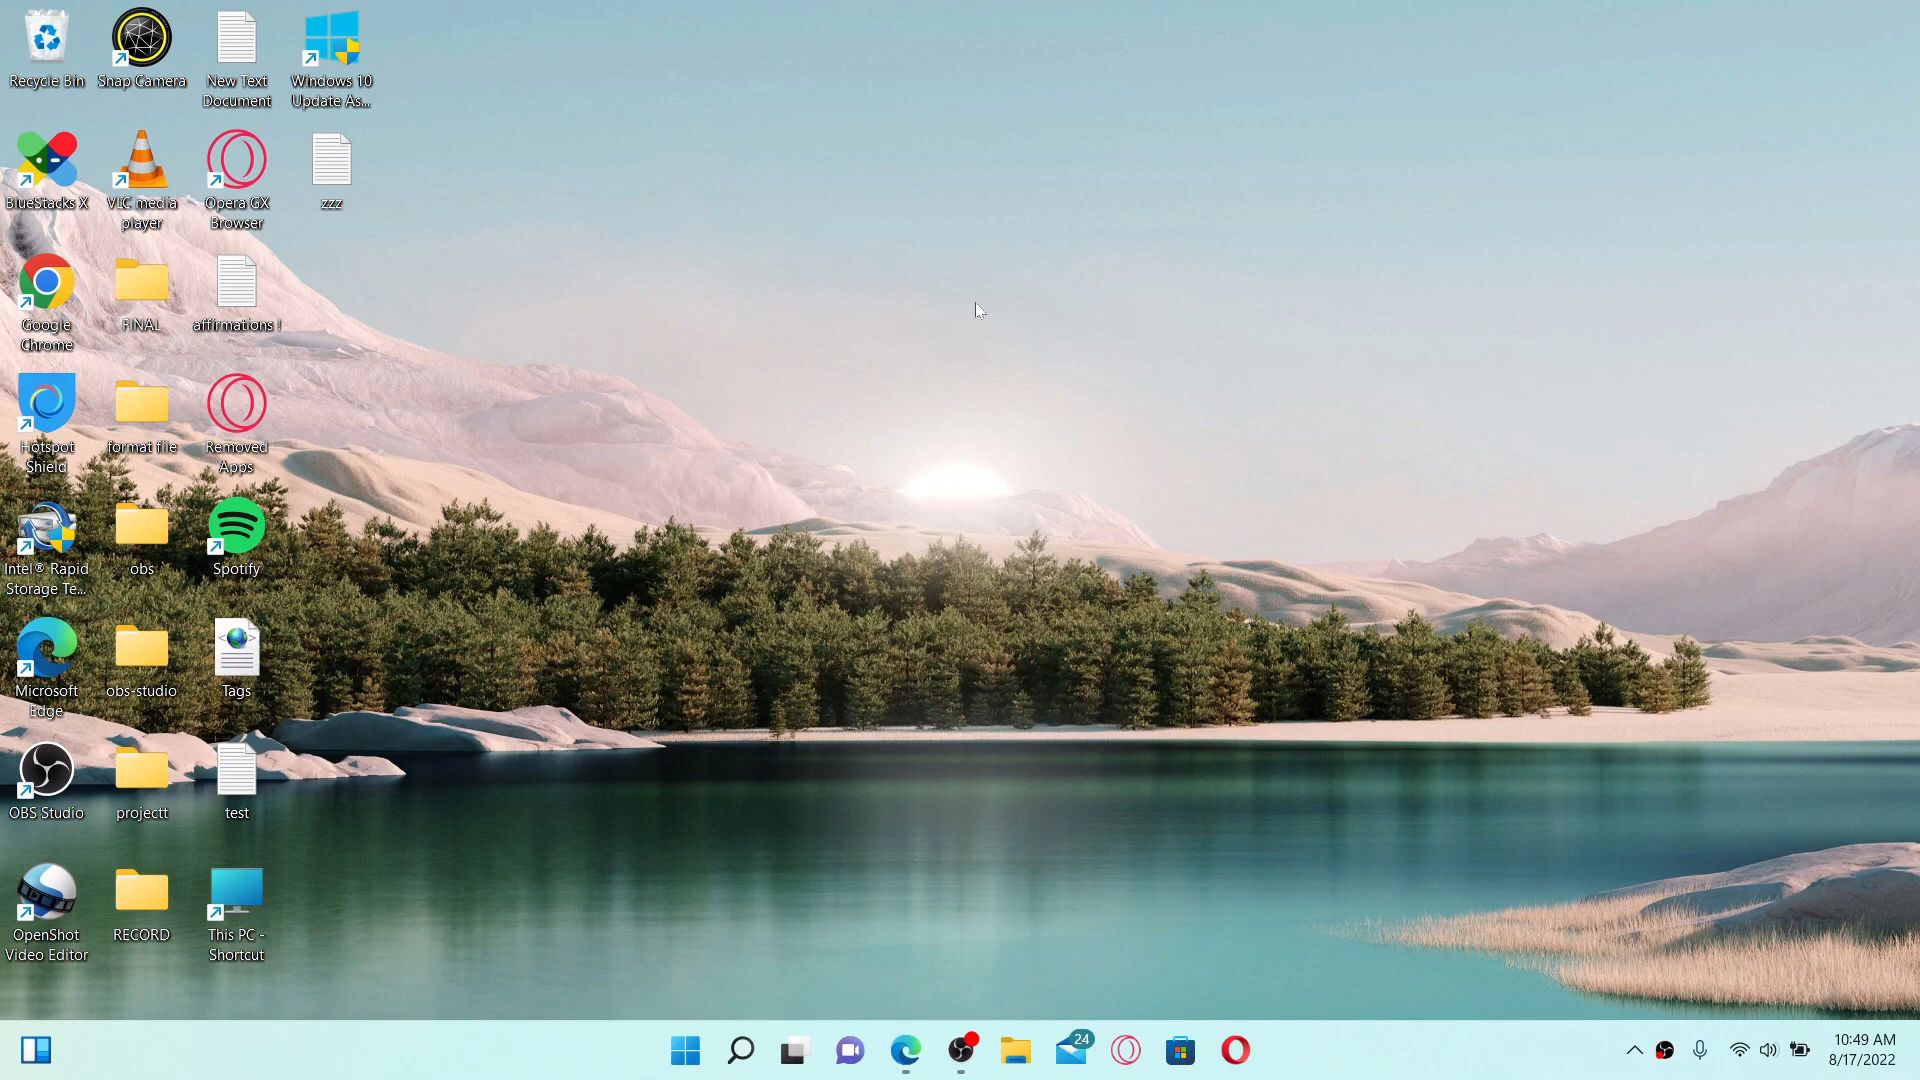 Recycle Bin
Snap Camera
New Text
Document
Windows 10
Update As...
BlueStacks X
VLC media
player
Opera GX
Browser
zzz
Google
Chrome
FINAL
affirmations !
Hotspot
Shield
format file
Removed
Apps
Intel® Rapid
Storage Te...
obs
Spotify
Microsoft
Edge
obs-studio
Tags
OBS Studio
projectt
test
OpenShot
Video Editor
RECORD
This PC -
Shortcut
24
10:49 AM
8/17/2022